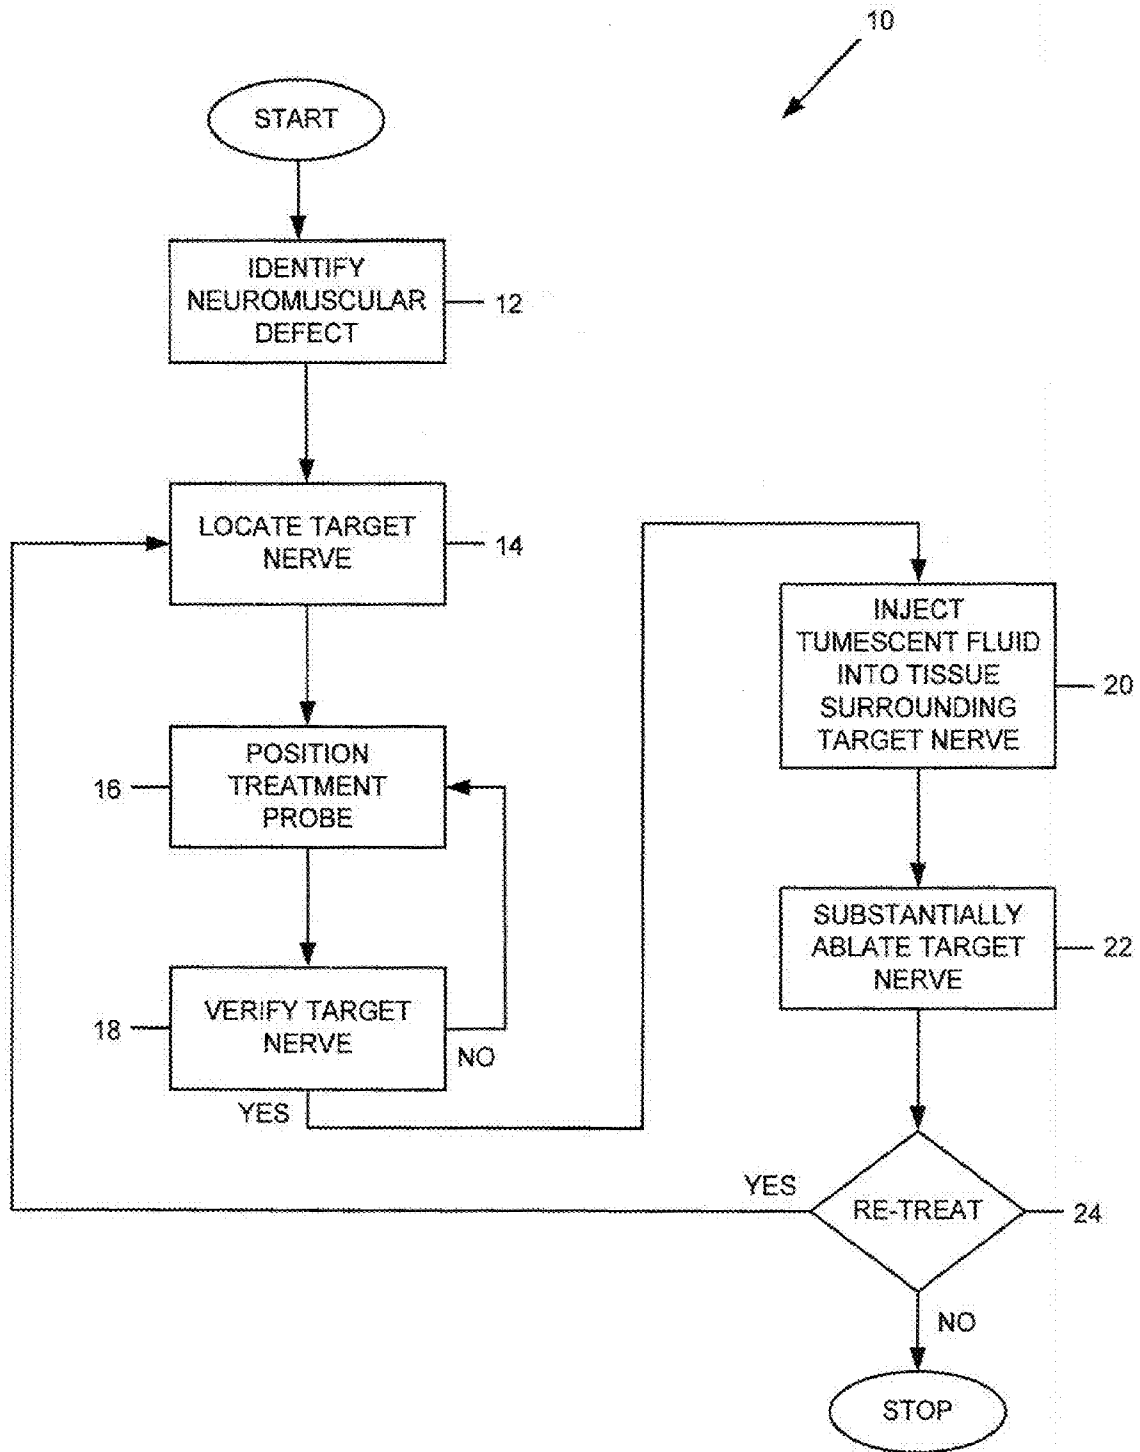 10
START
IDENTIFY
NEUROMUSCULAR
DEFECT
12
LOCATE TARGET
NERVE
14
POSITION
TREATMENT
PROBE
16
VERIFY TARGET
NERVE
18
NO
YES
INJECT
TUMESCENT FLUID
INTO TISSUE
SURROUNDING
TARGET NERVE
20
SUBSTANTIALLY
ABLATE TARGET
NERVE
22
YES
RE-TREAT
24
NO
STOP